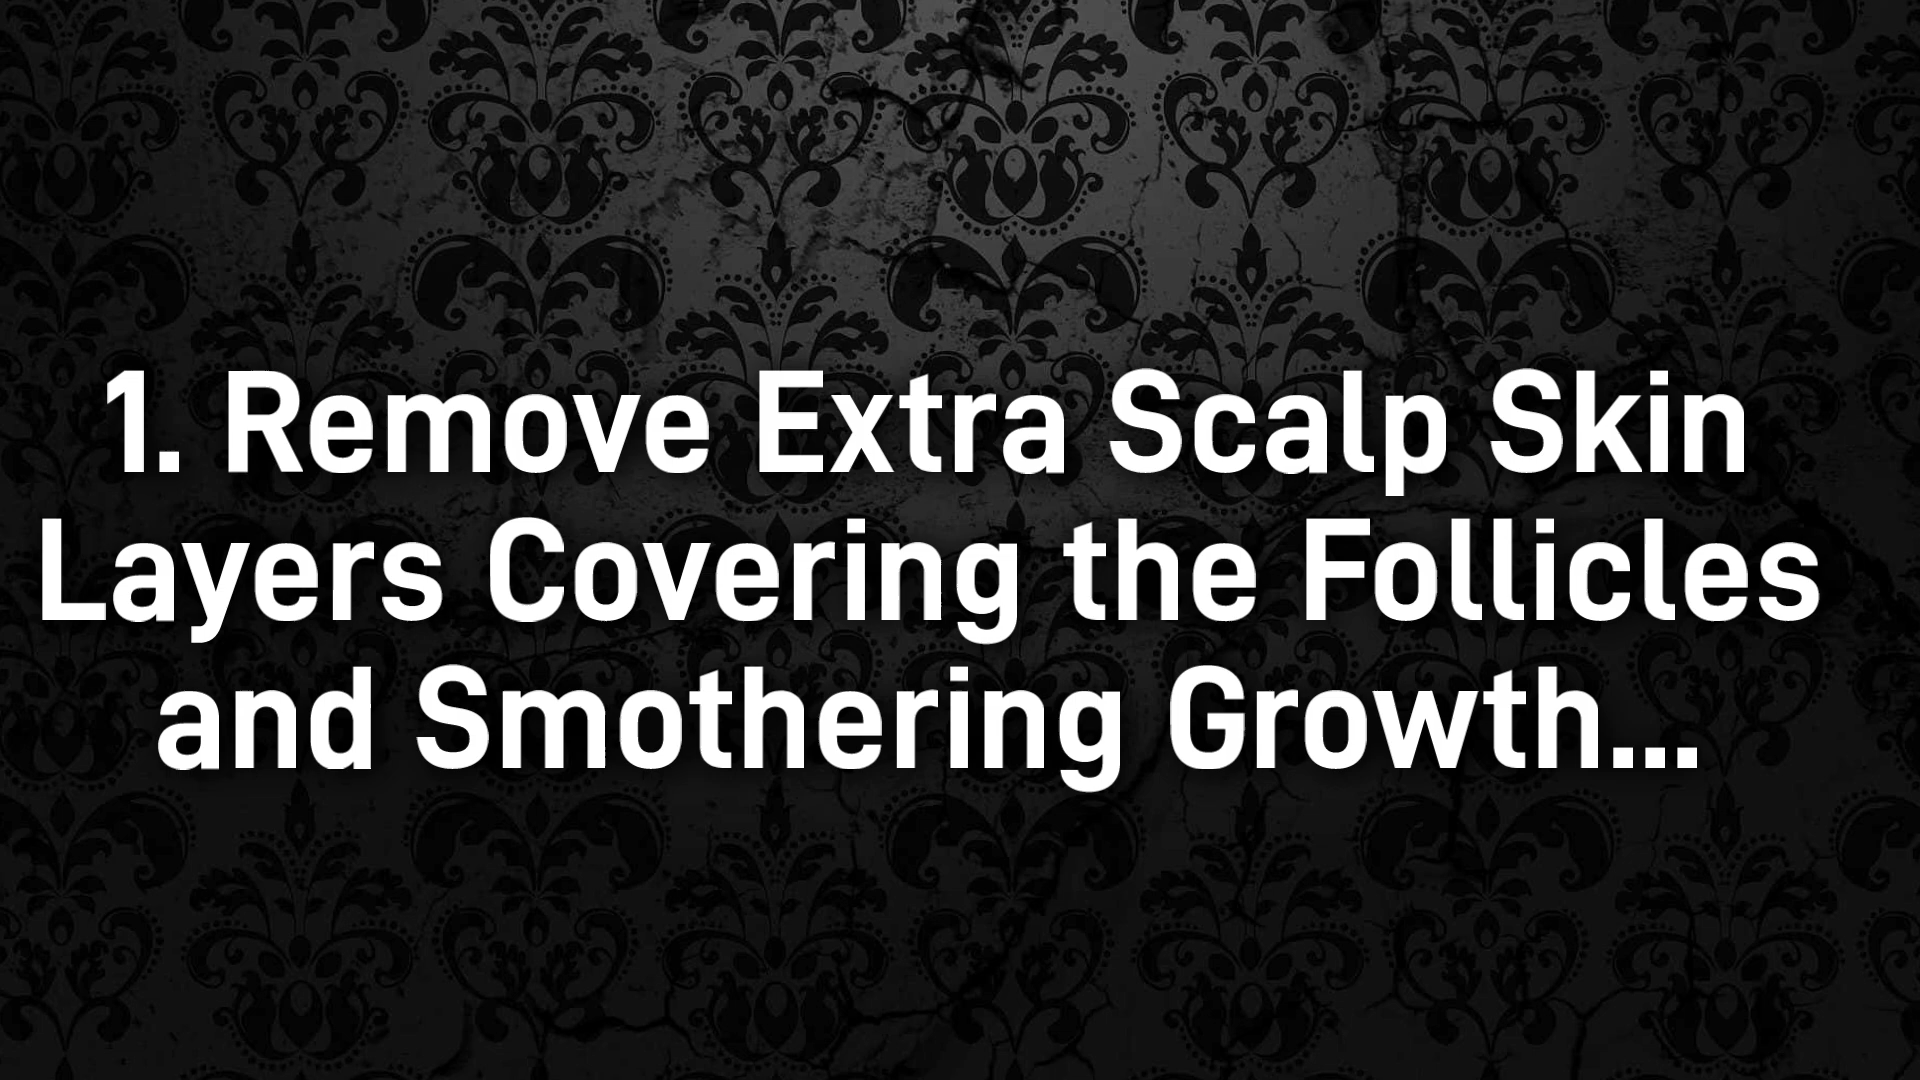 1. Remove Extra Scalp Skin
Layers Covering the Follicles
and Smothering Growth...